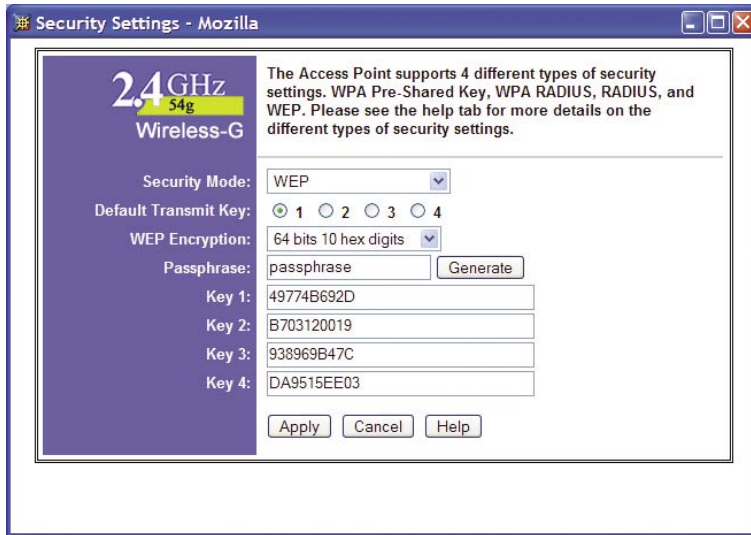 Security Settings - Mozilla
2.4GHz
54g
Wireless-G
The Access Point supports 4 different types of security
settings. WPA Pre-Shared Key, WPA RADIUS, RADIUS, and
WEP. Please see the help tab for more details on the
different types of security settings.
Security Mode: WEP
Default Transmit Key: 1 2 3 4
WEP Encryption: 64 bits 10 hex digits
Passphrase: passphrase Generate
Key 1: 49774B692D
Key 2: B703120019
Key 3: 938969B47C
Key 4: DA9515EE03
Apply Cancel Help